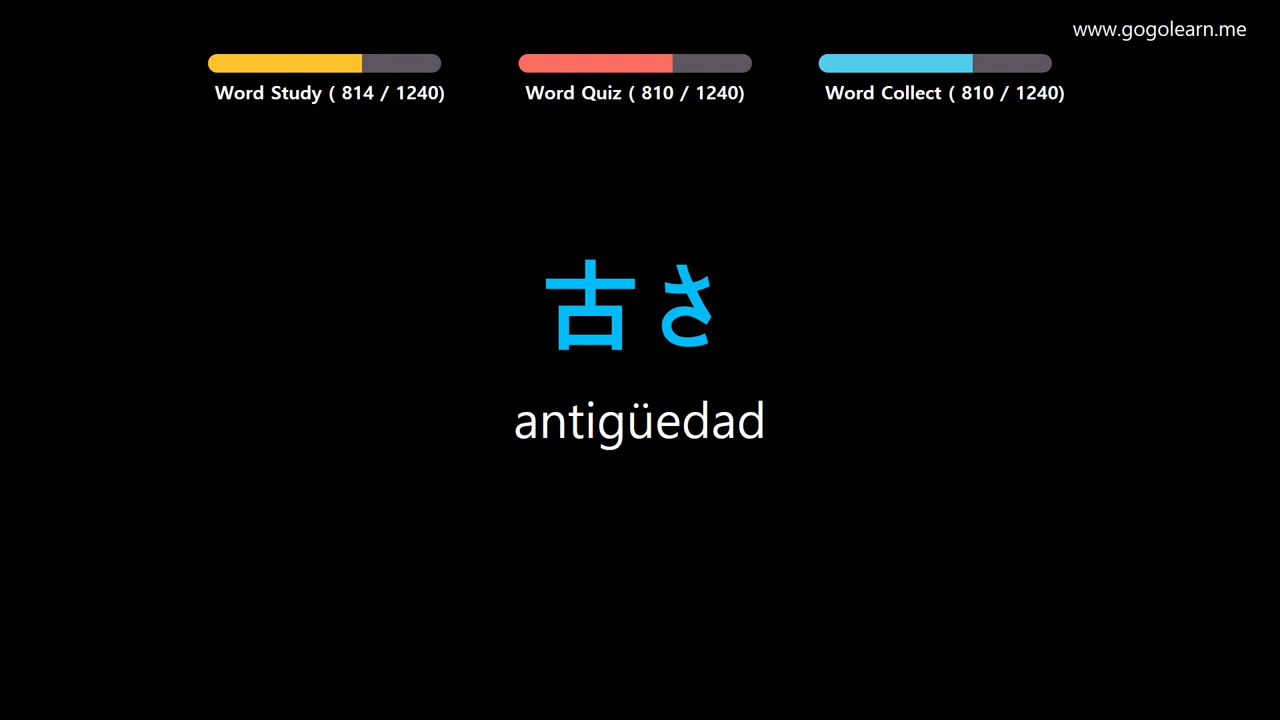 www.gogolearn.me
Word Study ( 814 / 1240)
Word Quiz ( 810 / 1240)
Word Collect ( 810 / 1240)
古さ
antigüedad